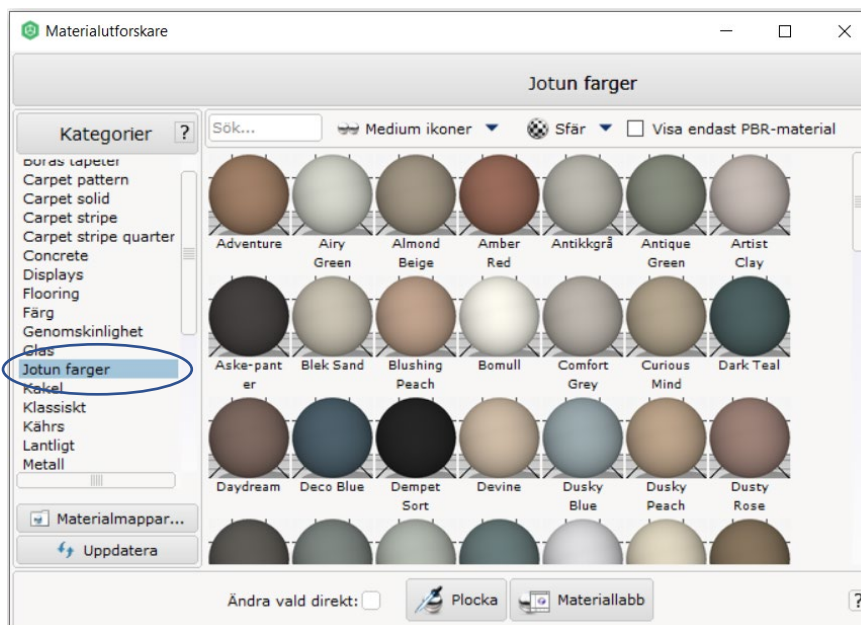 Materialutforskare
Jotun farger
Kategorier ?
Sök... Medium ikoner Sfär Visa endast PBR-material
Borås tapeter
Carpet pattern
Carpet solid
Carpet stripe
Carpet stripe quarter
Concrete
Displays
Flooring
Färg
Genomskinlighet
Glas
Jotun farger
Kakel
Klassiskt
Kährs
Lantligt
Metall
Materialmappar...
Uppdatera
Adventure Airy Almond Amber Antikkgrå Antique Artist
Green Beige Red Green Clay
Aske-pant Blek Sand Blushing Bomull Comfort Curious Dark Teal
er Peach Grey Mind
Daydream Deco Blue Dempet Devine Dusky Dusky Dusty
Sort Blue Peach Rose
Ändra vald direkt: Plocka Materiallabb ?